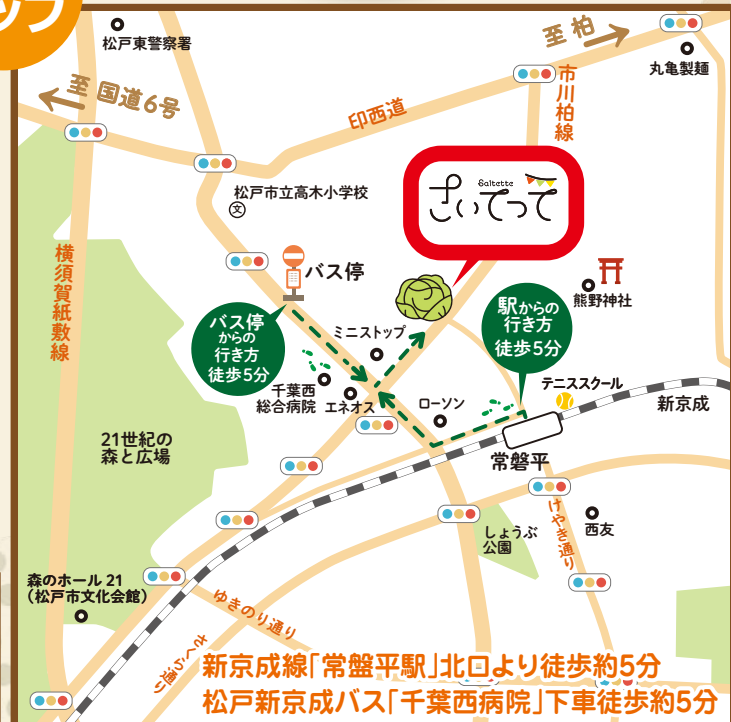 ップ
松戸東警察署
至 柏
丸亀製麺
至 国道6号
市川柏線
印西道
松戸市立高木小学校
文
Saltette
さいてって
バス停
横須賀紙敷線
熊野神社
バス停
からの
行き方
徒歩5分
ミニストップ
駅からの
行き方
徒歩5分
千葉西
総合病院
エネオス
ローソン
テニススクール
新京成
21世紀の
森と広場
常磐平
しょうぶ
公園
けやき通り
西友
森のホール 21
（松戸市文化会館）
ゆきのり通り
さくら通り
新京成線「常盤平駅」北口より徒歩約5分
松戸新京成バス「千葉西病院」下車徒歩約5分